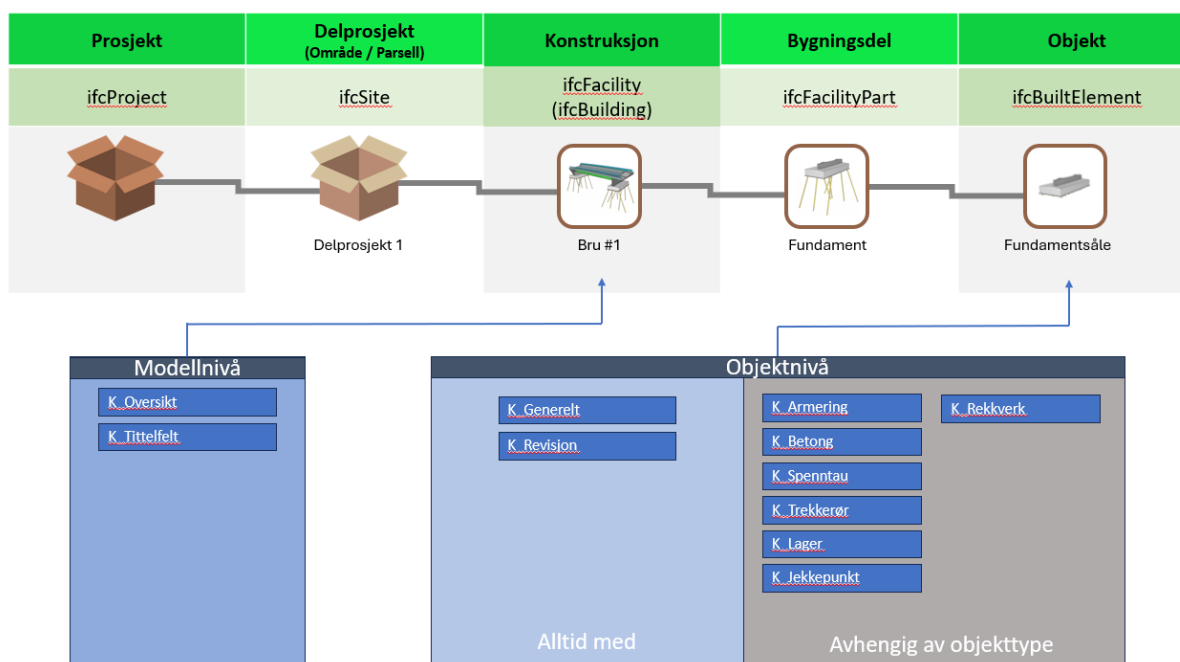 Prosjekt
Delprosjekt
(Område / Parsell)
Konstruksjon
Bygningsdel
Objekt
ifcProject
ifcSite
ifcFacility
(ifcBuilding)
ifcFacilityPart
ifcBuiltElement
Delprosjekt 1
Bru #1
Fundament
Fundamentsåle
Modellnivå
K_Oversikt
K_Tittelfelt
Objektnivå
K_Generelt
K_Revisjon
Alltid med
K_Armering
K_Betong
K_Spenntau
K_Trekkerør
K_Lager
K_Jekkepunkt
K_Rekkverk
Avhengig av objekttype